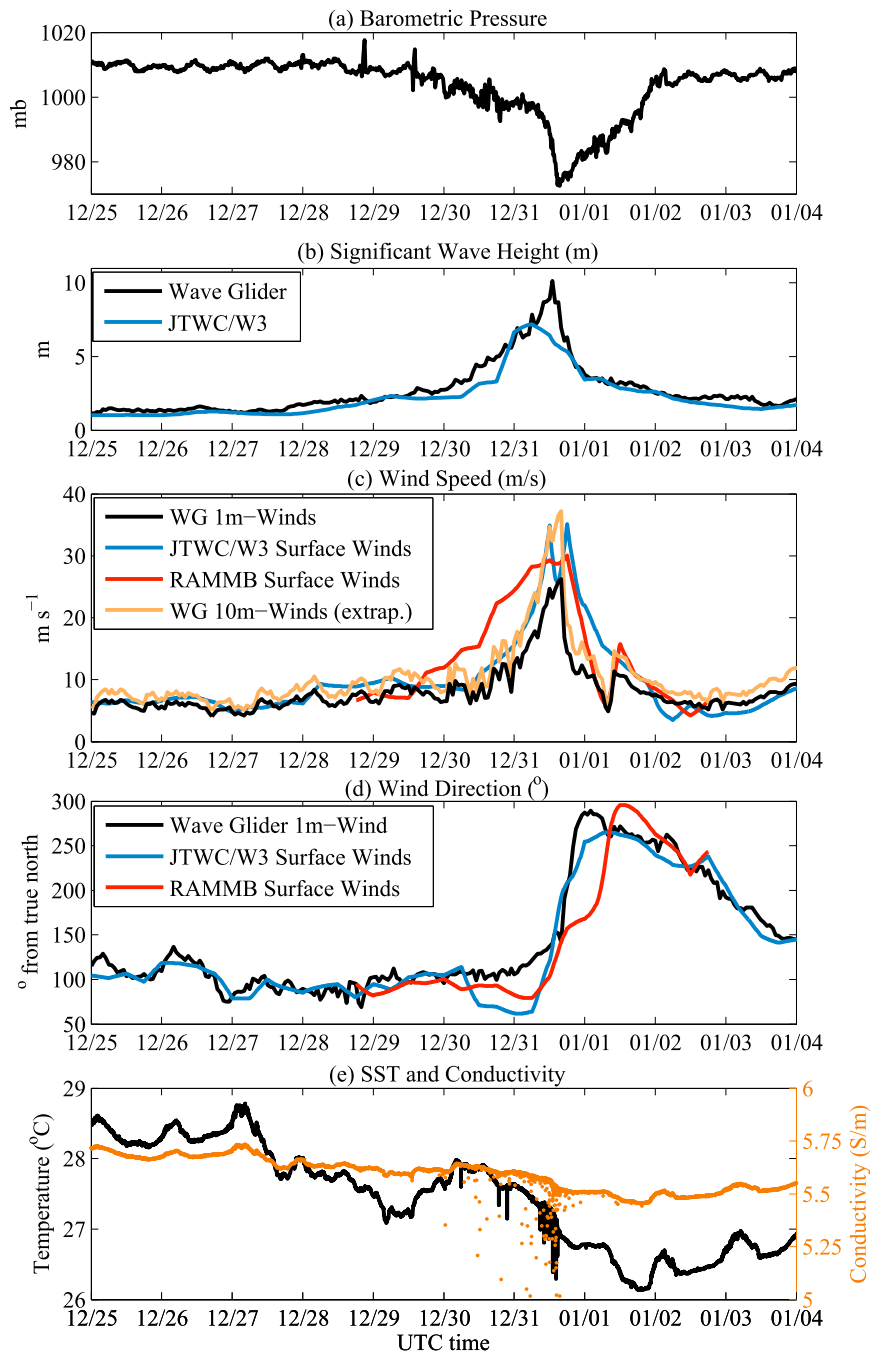 (a) Barometric Pressure
1020
1000
980
mb
12/25 12/26 12/27 12/28 12/29 12/30 12/31 01/01 01/02 01/03 01/04
(b) Significant Wave Height (m)
10
5
0
m
Wave Glider
JTWC/W3
12/25 12/26 12/27 12/28 12/29 12/30 12/31 01/01 01/02 01/03 01/04
(c) Wind Speed (m/s)
40
30
20
10
0
m s⁻¹
WG 1m−Winds
JTWC/W3 Surface Winds
RAMMB Surface Winds
WG 10m−Winds (extrap.)
12/25 12/26 12/27 12/28 12/29 12/30 12/31 01/01 01/02 01/03 01/04
(d) Wind Direction (º)
300
250
200
150
100
50
º from true north
Wave Glider 1m−Wind
JTWC/W3 Surface Winds
RAMMB Surface Winds
12/25 12/26 12/27 12/28 12/29 12/30 12/31 01/01 01/02 01/03 01/04
(e) SST and Conductivity
29
28
27
26
Temperature (ºC)
6
5.75
5.5
5.25
5
Conductivity (S/m)
12/25 12/26 12/27 12/28 12/29 12/30 12/31 01/01 01/02 01/03 01/04
UTC time